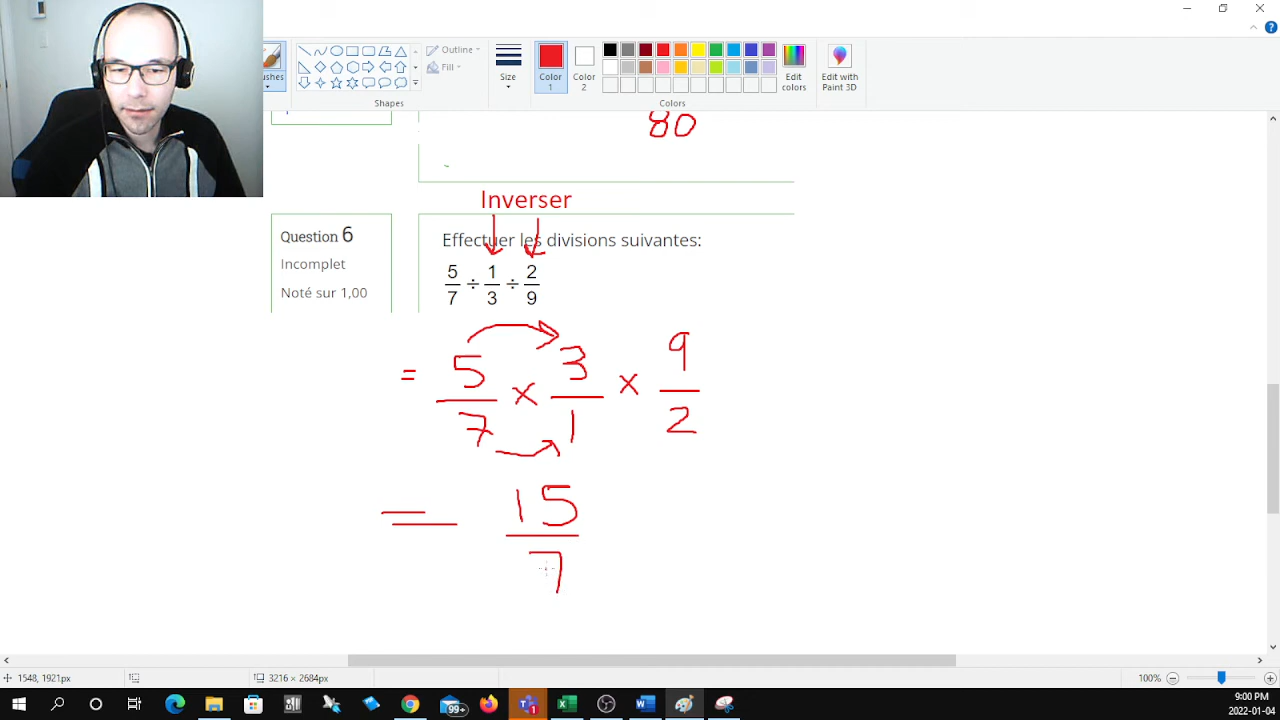 Outline
Fill
Size
Color 1
Color 2
Edit colors
Edit with Paint 3D
Shapes
Colors
80
Inverser
Question 6
Incomplet
Noté sur 1,00
Effectuer les divisions suivantes:
5/7 ÷ 1/3 ÷ 2/9
= 5/7 × 3/1 × 9/2
= 15/7
1548, 1921px
3216 × 2684px
100%
99+
1
9:00 PM
2022-01-04